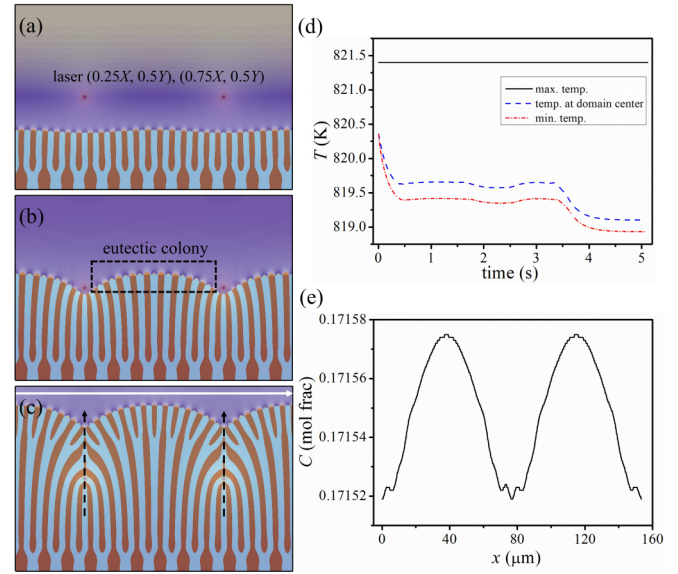 (a)
laser (0.25X, 0.5Y), (0.75X, 0.5Y)
(b)
eutectic colony
(c)
(d)
821.5
821.0
820.5
820.0
819.5
819.0
T (K)
max. temp.
temp. at domain center
min. temp.
0 1 2 3 4 5
time (s)
(e)
0.17158
0.17156
0.17154
0.17152
C (mol frac)
0 40 80 120 160
x (μm)